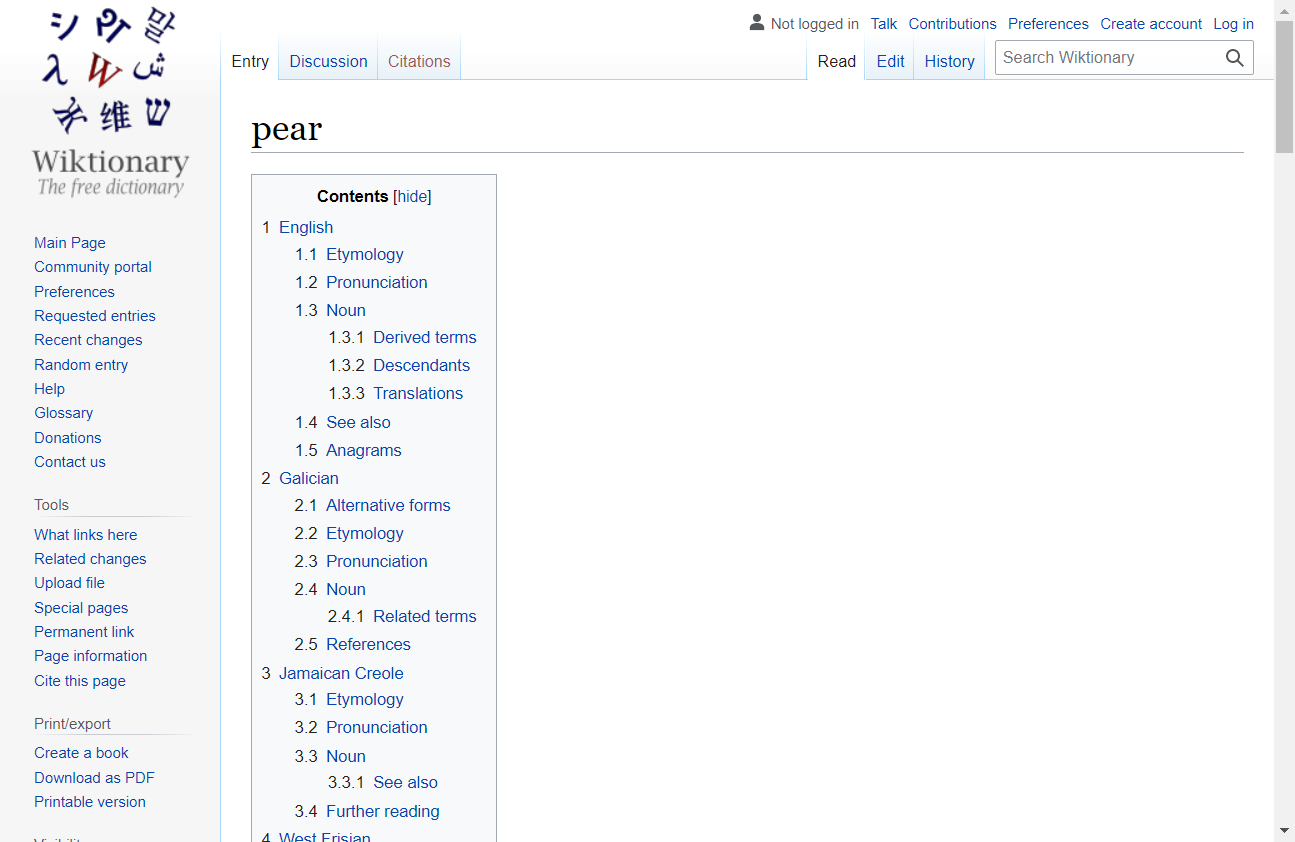 Not logged in Talk Contributions Preferences Create account Log in
Entry Discussion Citations Read Edit History Search Wiktionary
Wiktionary
The free dictionary
Main Page
Community portal
Preferences
Requested entries
Recent changes
Random entry
Help
Glossary
Donations
Contact us
Tools
What links here
Related changes
Upload file
Special pages
Permanent link
Page information
Cite this page
Print/export
Create a book
Download as PDF
Printable version
pear
Contents [hide]
1 English
1.1 Etymology
1.2 Pronunciation
1.3 Noun
1.3.1 Derived terms
1.3.2 Descendants
1.3.3 Translations
1.4 See also
1.5 Anagrams
2 Galician
2.1 Alternative forms
2.2 Etymology
2.3 Pronunciation
2.4 Noun
2.4.1 Related terms
2.5 References
3 Jamaican Creole
3.1 Etymology
3.2 Pronunciation
3.3 Noun
3.3.1 See also
3.4 Further reading
4 West Frisian